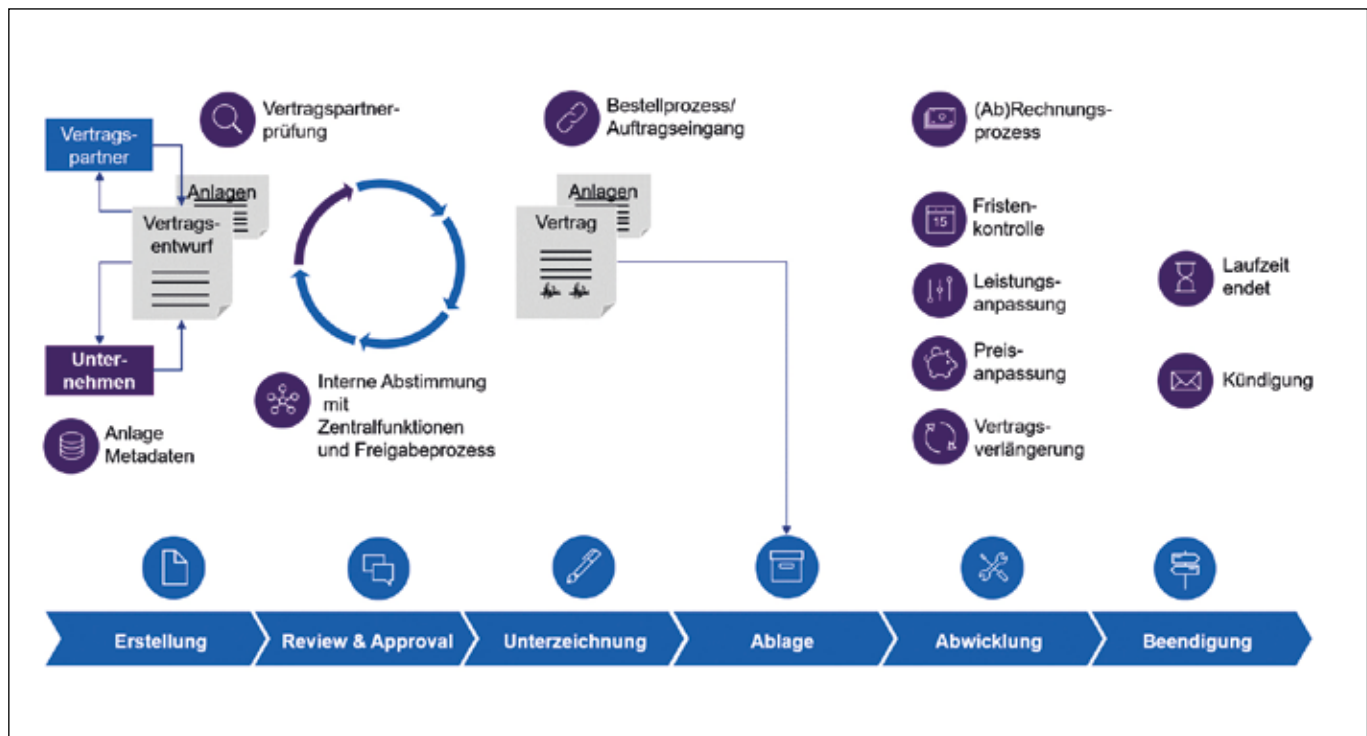 Vertrags-
partner
Vertragspartner-
prüfung
Anlagen
Vertrags-
entwurf
Unter-
nehmen
Anlage
Metadaten
Interne Abstimmung
mit
Zentralfunktionen
und Freigabeprozess
Bestellprozess/
Auftragseingang
Anlagen
Vertrag
(Ab)Rechnungs-
prozess
Fristen-
kontrolle
15
Leistungs-
anpassung
Preis-
anpassung
Vertrags-
verlängerung
Laufzeit
endet
Kündigung
Erstellung
Review & Approval
Unterzeichnung
Ablage
Abwicklung
Beendigung